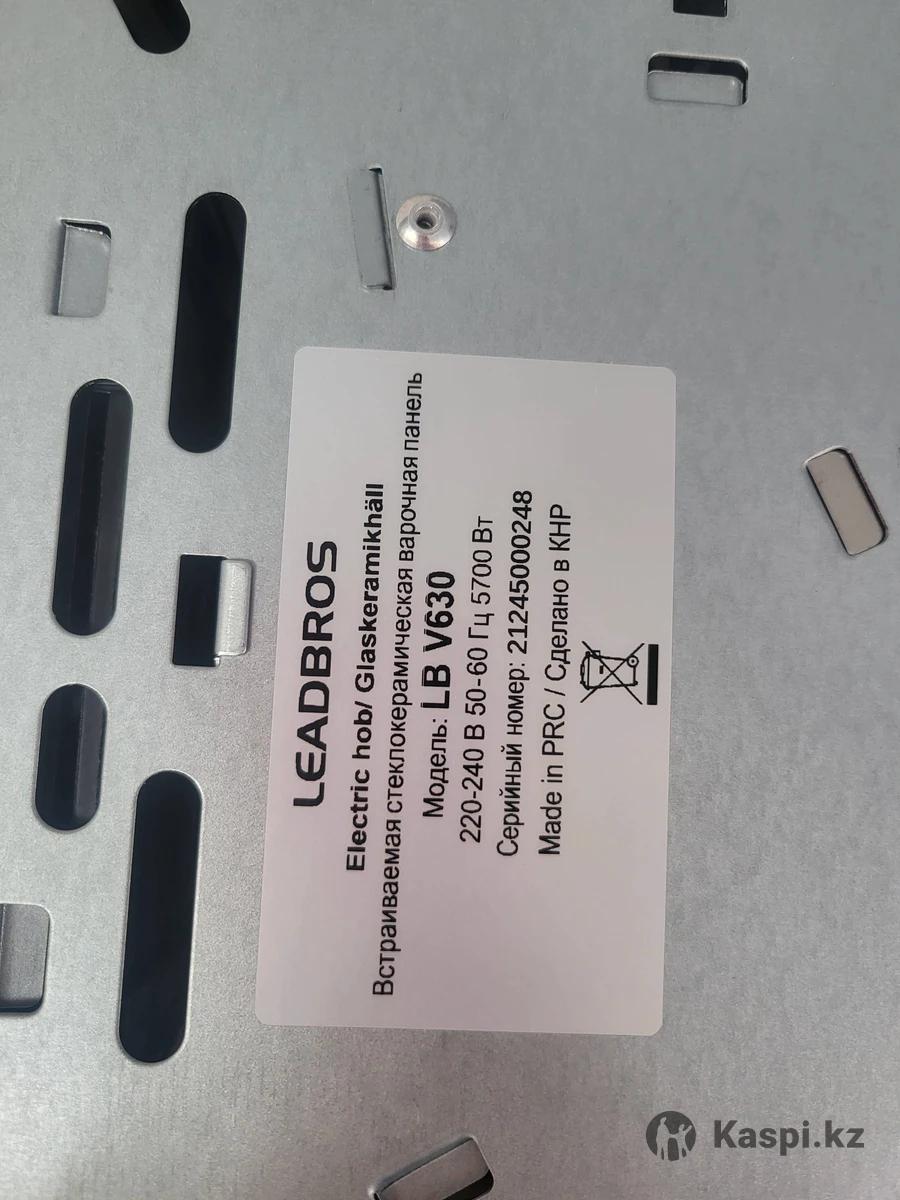 LEADBROS
Electric hob/ Glaskeramikhäll
Встраиваемая стеклокерамическая варочная панель
Модель: LB V630
220-240 В 50-60 Гц 5700 Вт
Серийный номер: 21245000248
Made in PRC / Сделано в КНР
Kaspi.kz